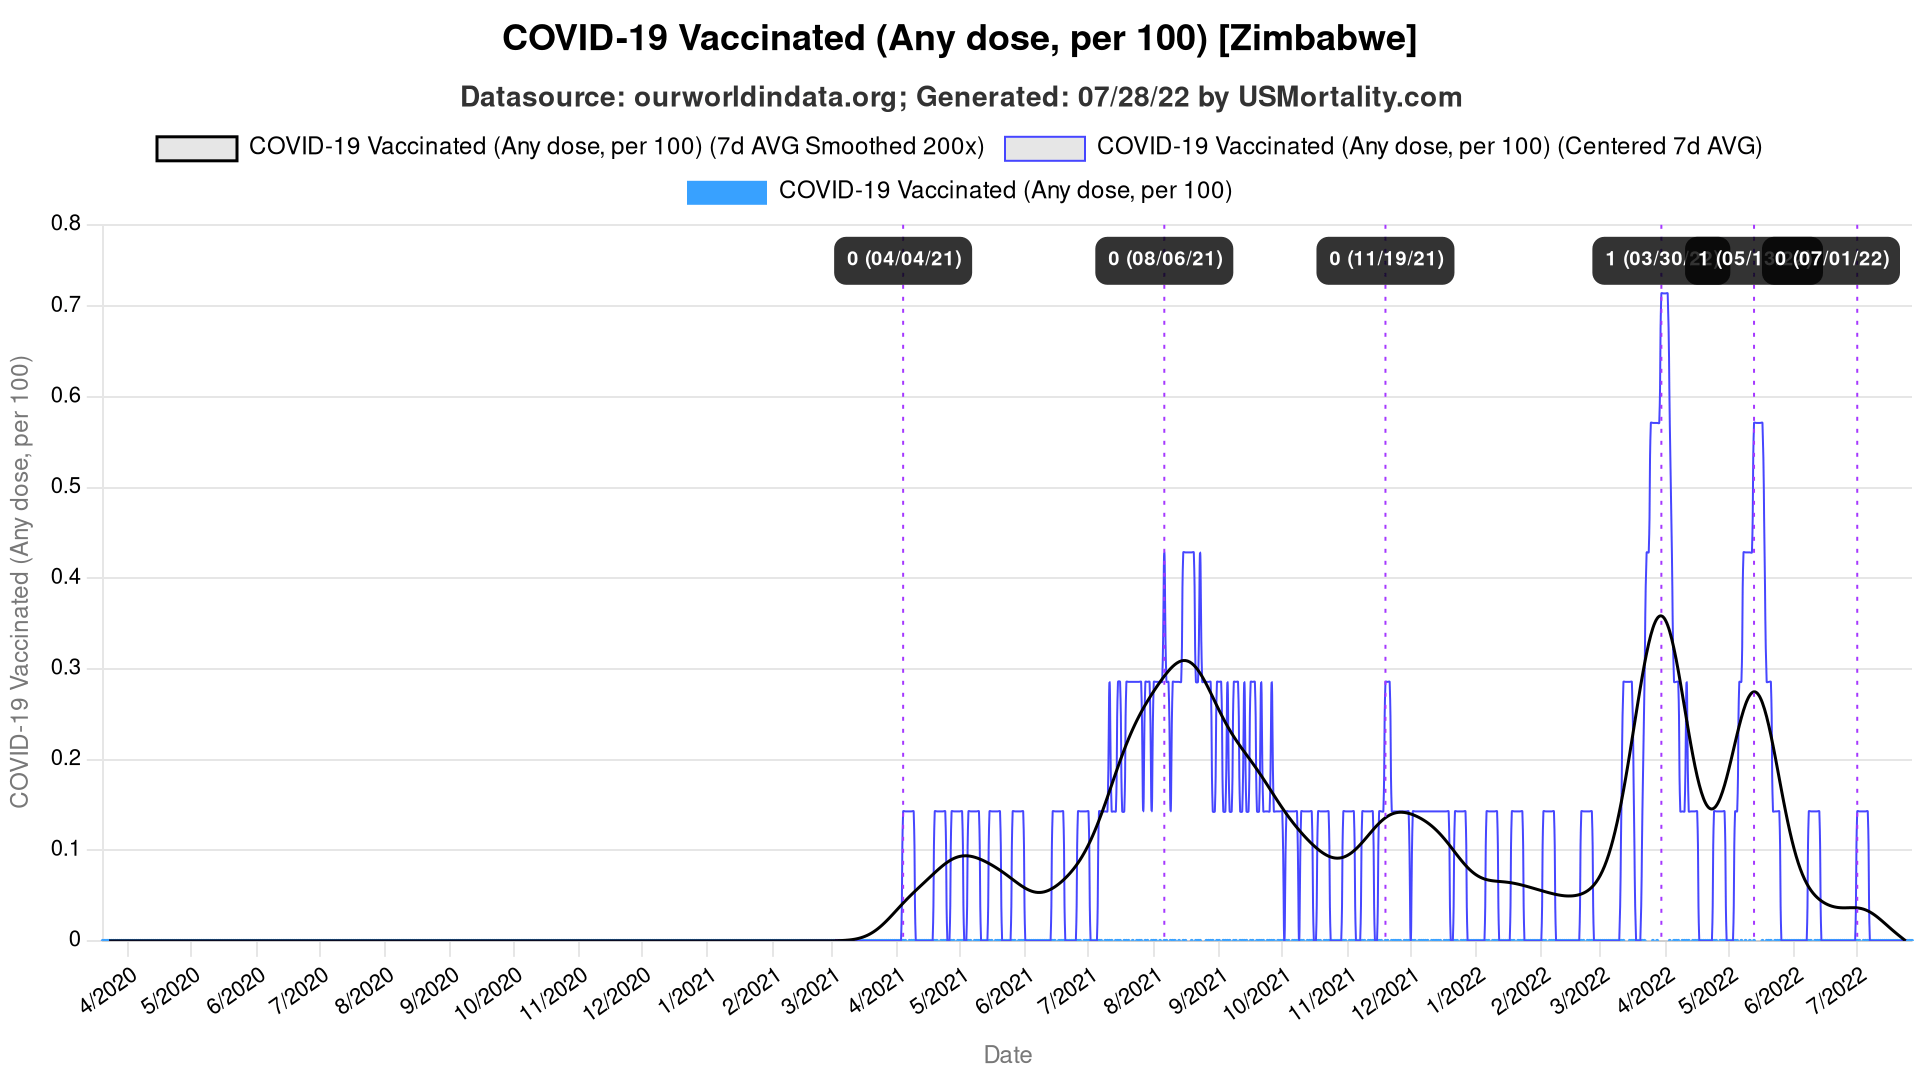 COVID-19 Vaccinated (Any dose, per 100) [Zimbabwe]
Datasource: ourworldindata.org; Generated: 07/28/22 by USMortality.com
COVID-19 Vaccinated (Any dose, per 100) (7d AVG Smoothed 200x) COVID-19 Vaccinated (Any dose, per 100) (Centered 7d AVG)
COVID-19 Vaccinated (Any dose, per 100)
0.8
0 (04/04/21) 0 (08/06/21) 0 (11/19/21) 1 (03/30/22) 1 (05/13 0 (07/01/22)
0.7
0.6
0.5
0.4
0.3
0.2
0.1
0
COVID-19 Vaccinated (Any dose, per 100)
4/2020 5/2020 6/2020 7/2020 8/2020 9/2020 10/2020 11/2020 12/2020 1/2021 2/2021 3/2021 4/2021 5/2021 6/2021 7/2021 8/2021 9/2021 10/2021 11/2021 12/2021 1/2022 2/2022 3/2022 4/2022 5/2022 6/2022 7/2022
Date